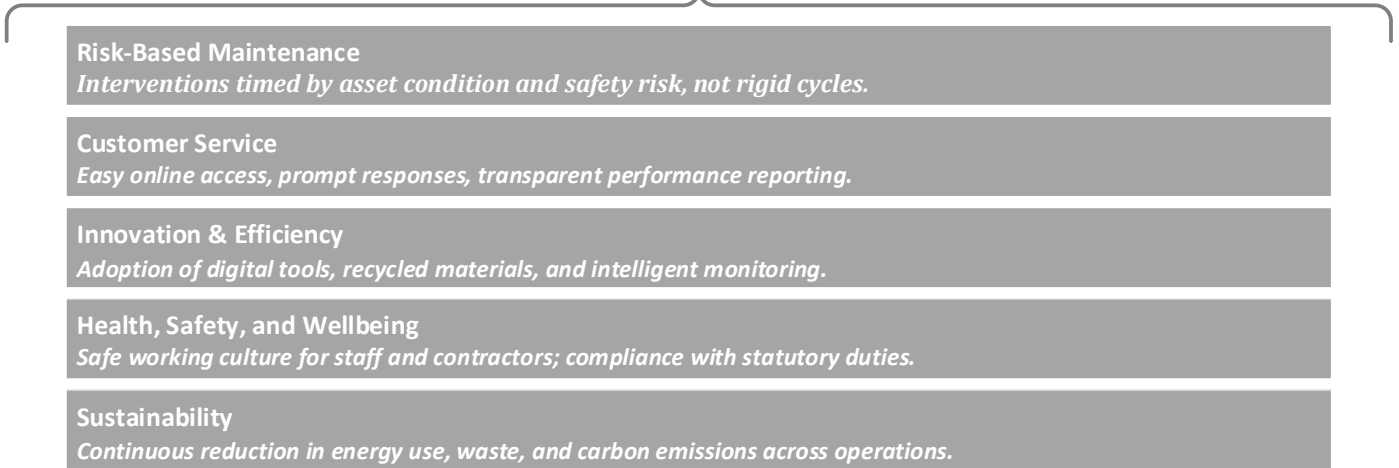 Risk-Based Maintenance
Interventions timed by asset condition and safety risk, not rigid cycles.
Customer Service
Easy online access, prompt responses, transparent performance reporting.
Innovation & Efficiency
Adoption of digital tools, recycled materials, and intelligent monitoring.
Health, Safety, and Wellbeing
Safe working culture for staff and contractors; compliance with statutory duties.
Sustainability
Continuous reduction in energy use, waste, and carbon emissions across operations.